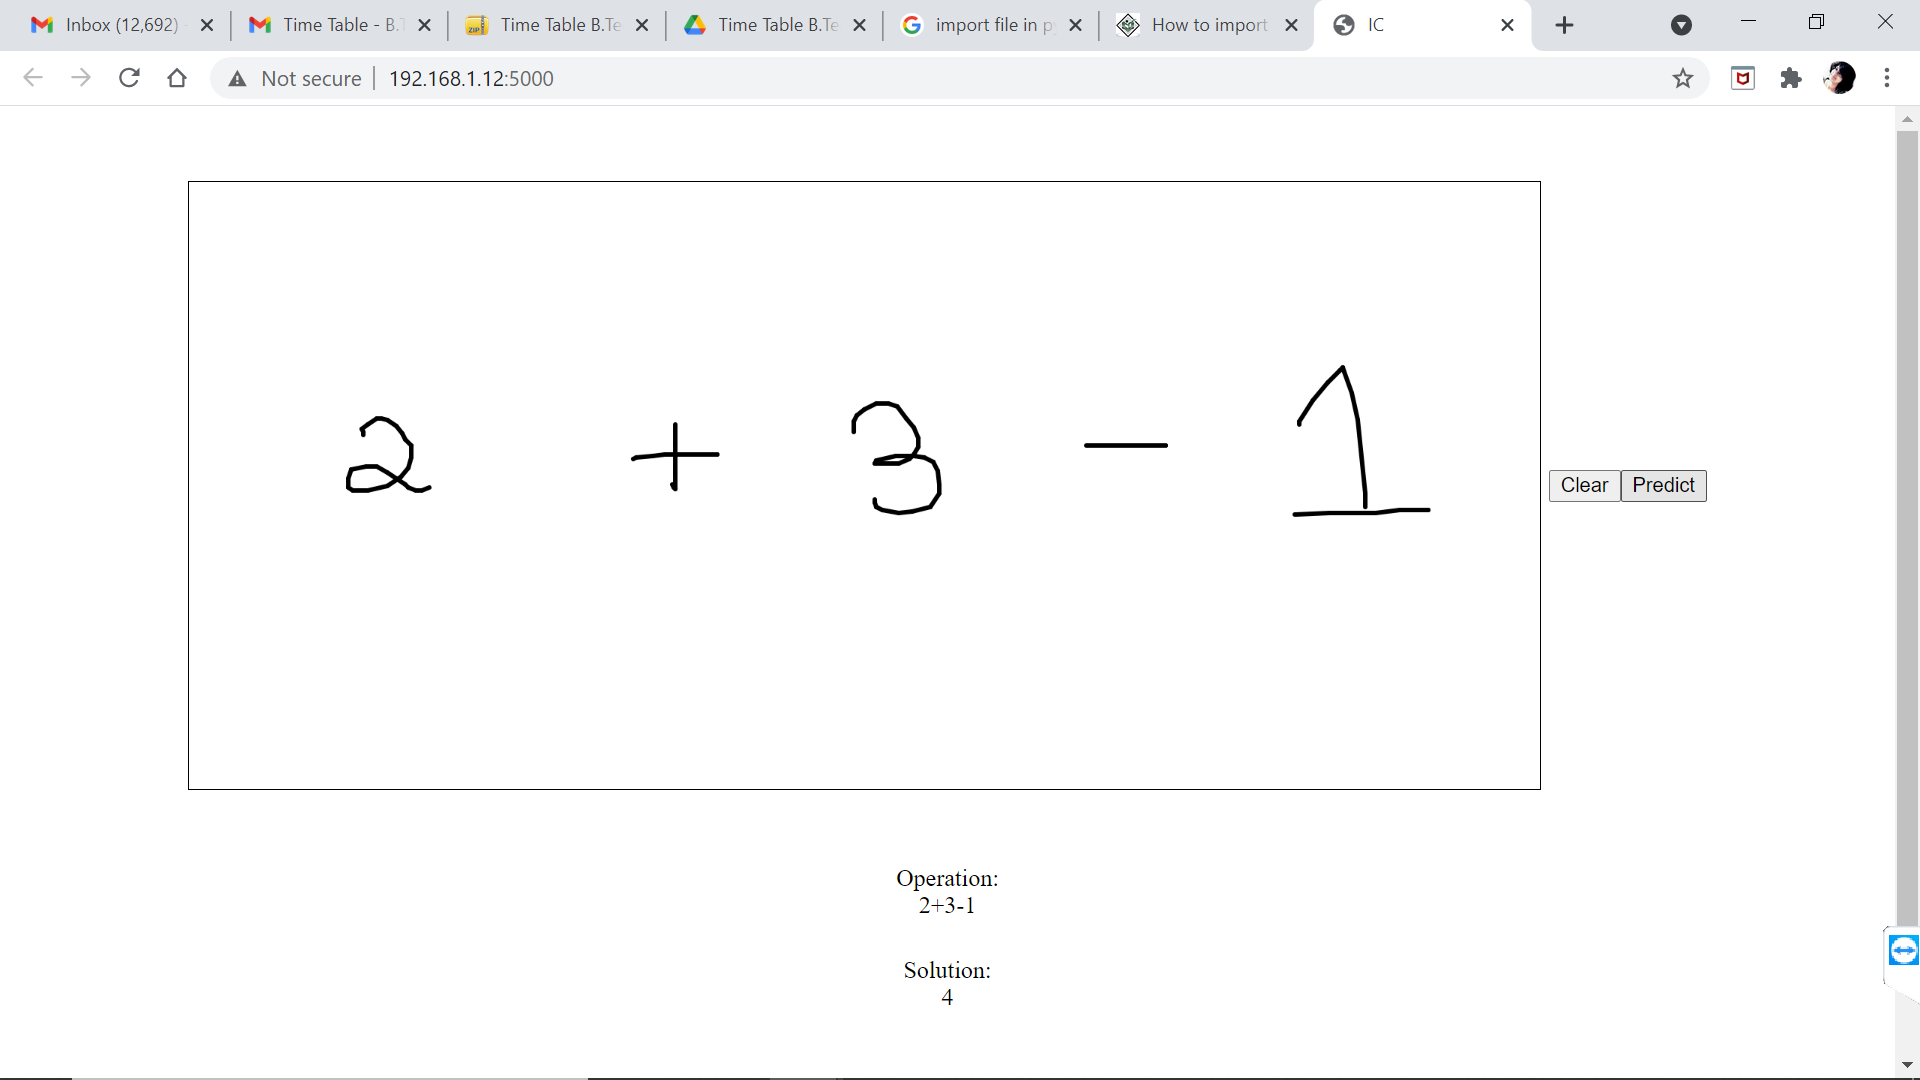 Inbox (12,692)
Time Table - B.T
Time Table B.Te
Time Table B.Te
import file in p
How to import
IC
Not secure
192.168.1.12:5000
2 + 3 - 1
Clear
Predict
Operation:
2+3-1
Solution:
4